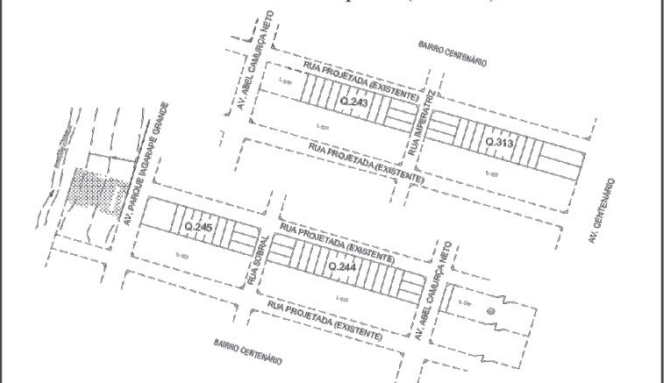 BAIRRO CENTENÁRIO
AV. ABEL CAMURÇA NETO
RUA PROJETADA (EXISTENTE)
Q.243
RUA IMPERATRIZ
Q.313
RUA PROJETADA (EXISTENTE)
AV. CENTENÁRIO
AV. PARQUE IAGARAPE GRANDE
Q.245
RUA SOBRAL
RUA PROJETADA (EXISTENTE)
Q.244
AV. ABEL CAMURÇA NETO
RUA PROJETADA (EXISTENTE)
BAIRRO CENTENÁRIO